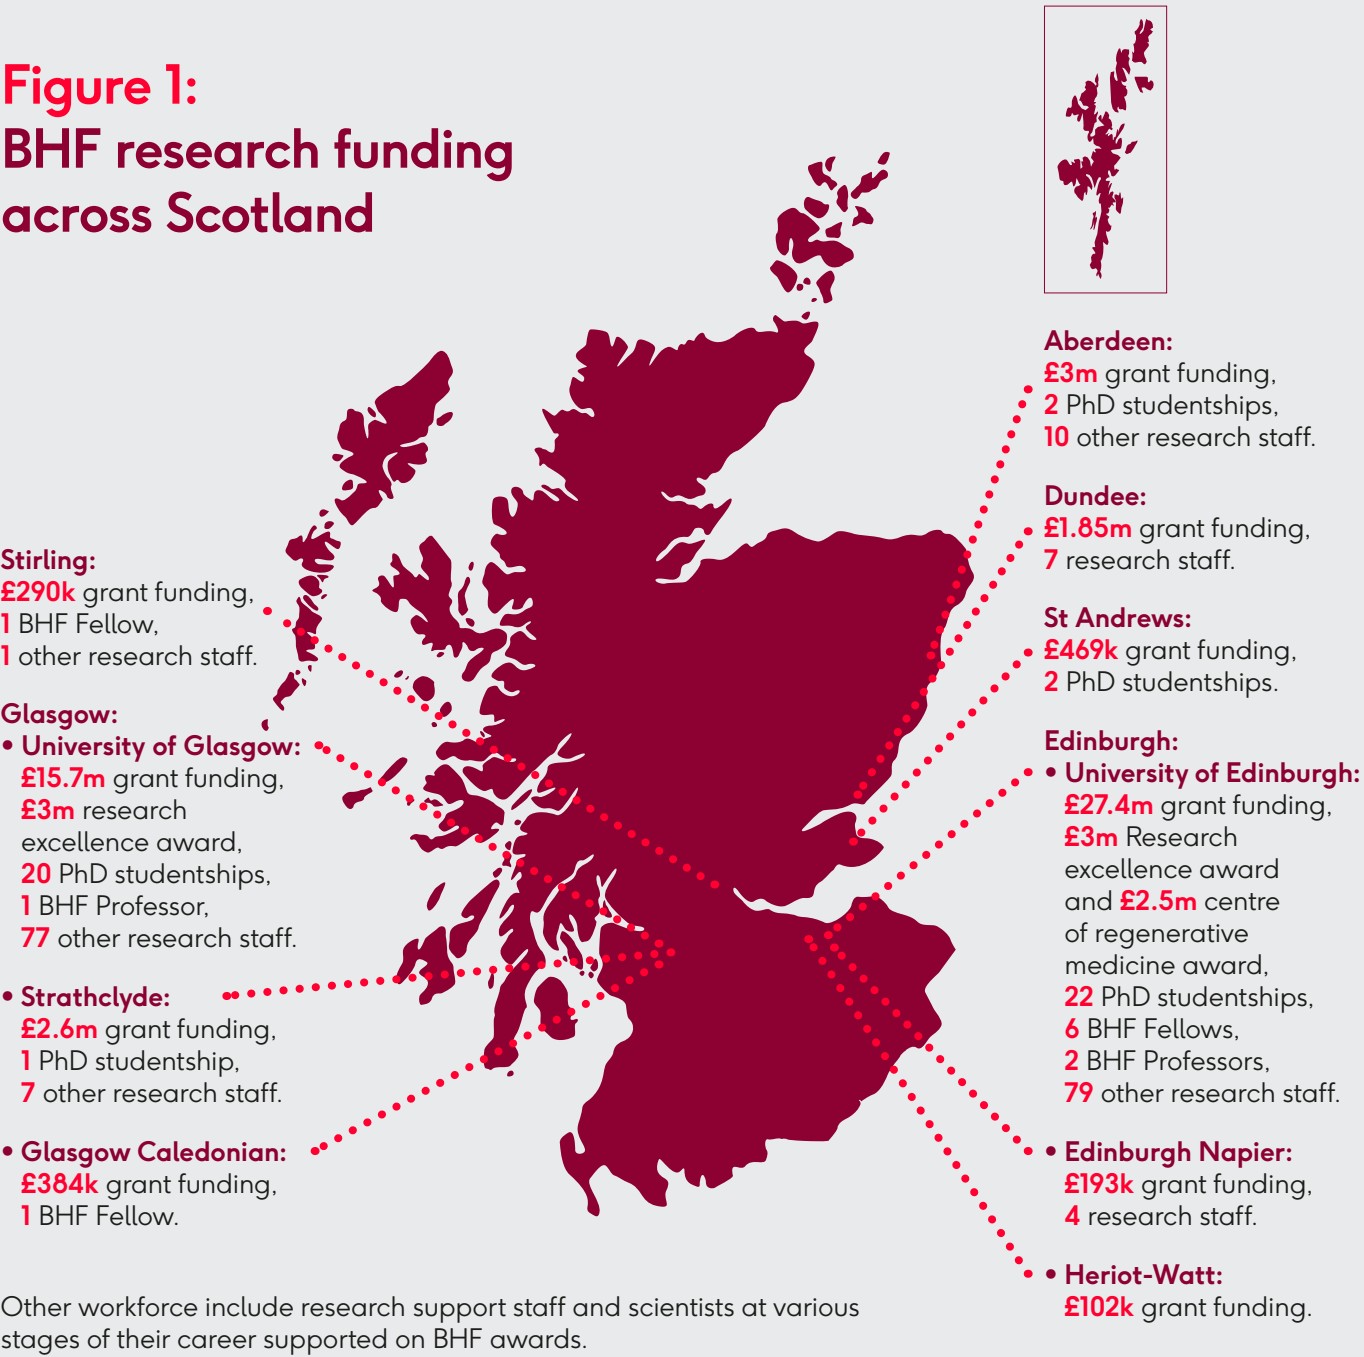 Figure 1:
BHF research funding
across Scotland
Stirling:
£290k grant funding,
1 BHF Fellow,
1 other research staff.
Glasgow:
• University of Glasgow:
£15.7m grant funding,
£3m research
excellence award,
20 PhD studentships,
1 BHF Professor,
77 other research staff.
• Strathclyde:
£2.6m grant funding,
1 PhD studentship,
7 other research staff.
• Glasgow Caledonian:
£384k grant funding,
1 BHF Fellow.
Aberdeen:
£3m grant funding,
2 PhD studentships,
10 other research staff.
Dundee:
£1.85m grant funding,
7 research staff.
St Andrews:
£469k grant funding,
2 PhD studentships.
Edinburgh:
• University of Edinburgh:
£27.4m grant funding,
£3m Research
excellence award
and £2.5m centre
of regenerative
medicine award,
22 PhD studentships,
6 BHF Fellows,
2 BHF Professors,
79 other research staff.
• Edinburgh Napier:
£193k grant funding,
4 research staff.
• Heriot-Watt:
£102k grant funding.
Other workforce include research support staff and scientists at various
stages of their career supported on BHF awards.